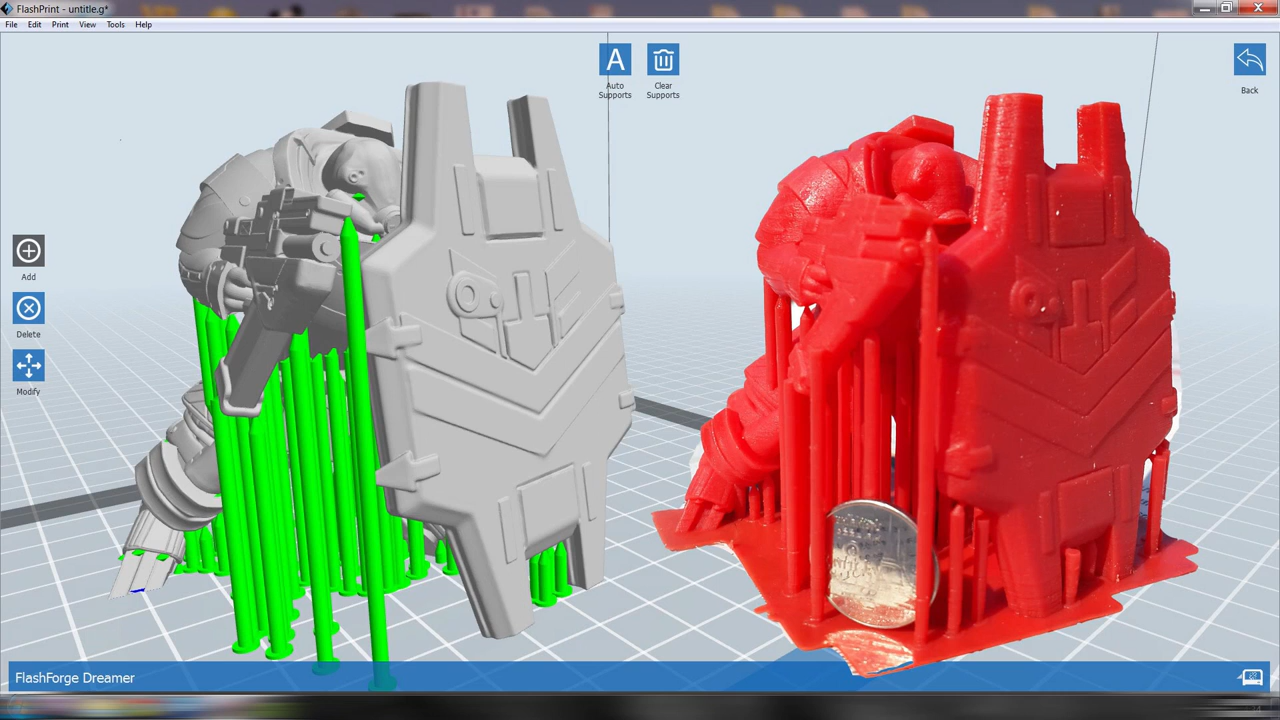 FlashPrint - untitle.g*
File Edit Print View Tools Help
A
Auto
Supports
Clear
Supports
Back
Add
Delete
Modify
FlashForge Dreamer